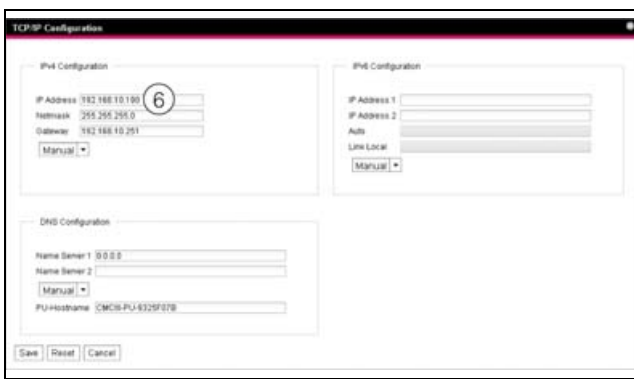 TCP/IP Configuration
IPv4 Configuration
IP Address 192.168.10.190 6
Netmask 255.255.255.0
Gateway 192.168.10.251
Manual
IPv6 Configuration
IP Address 1
IP Address 2
Auto
Link Local
Manual
DNS Configuration
Name Server 1 0.0.0.0
Name Server 2
Manual
PU-Hostname CMCIII-PU-9325F07B
Save Reset Cancel